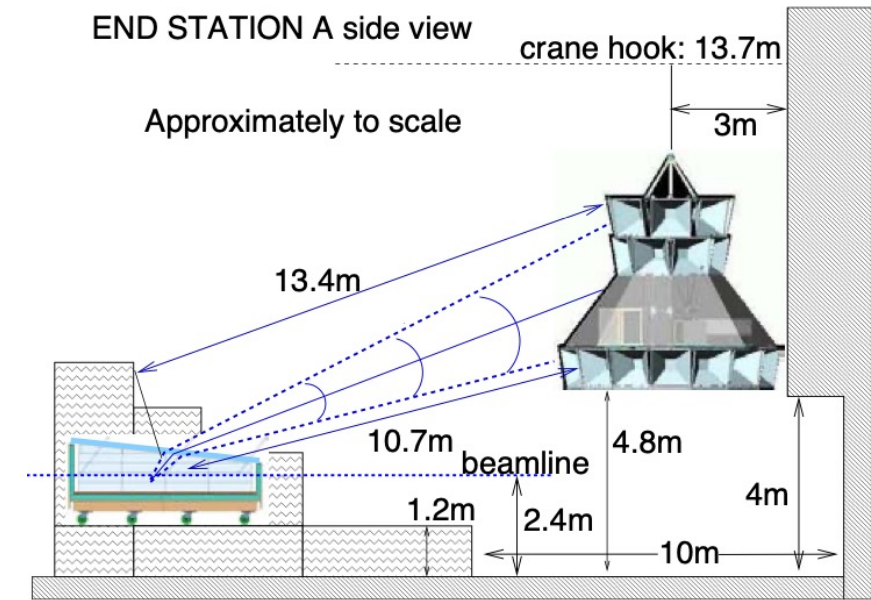 END STATION A side view
crane hook: 13.7m
Approximately to scale
3m
13.4m
10.7m
beamline
4.8m
1.2m
2.4m
4m
10m